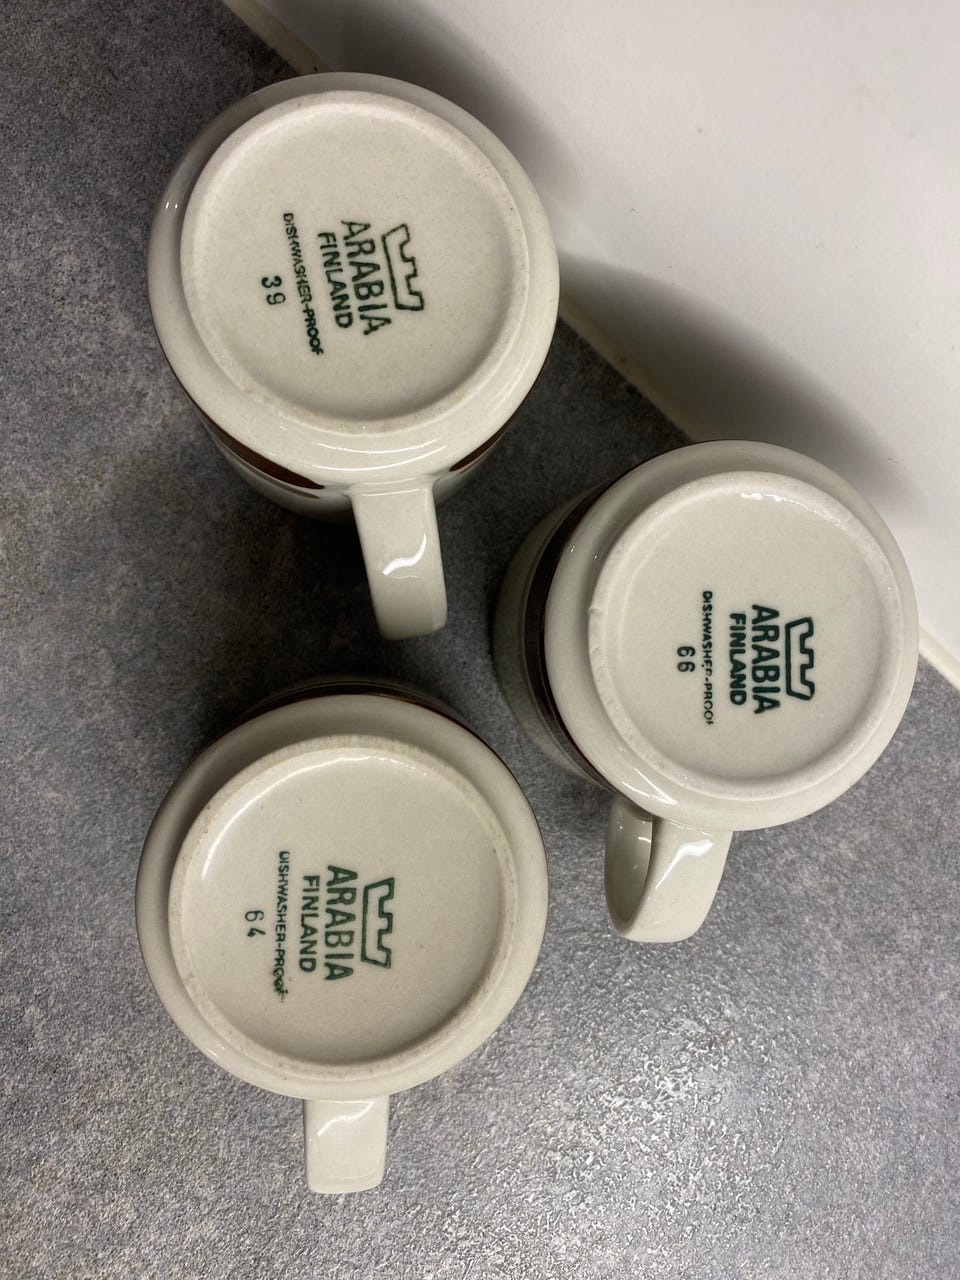 ARABIA
FINLAND
DISHWASHER-PROOF
39
ARABIA
FINLAND
DISHWASHER-PROOF
66
ARABIA
FINLAND
DISHWASHER-PROOF
64